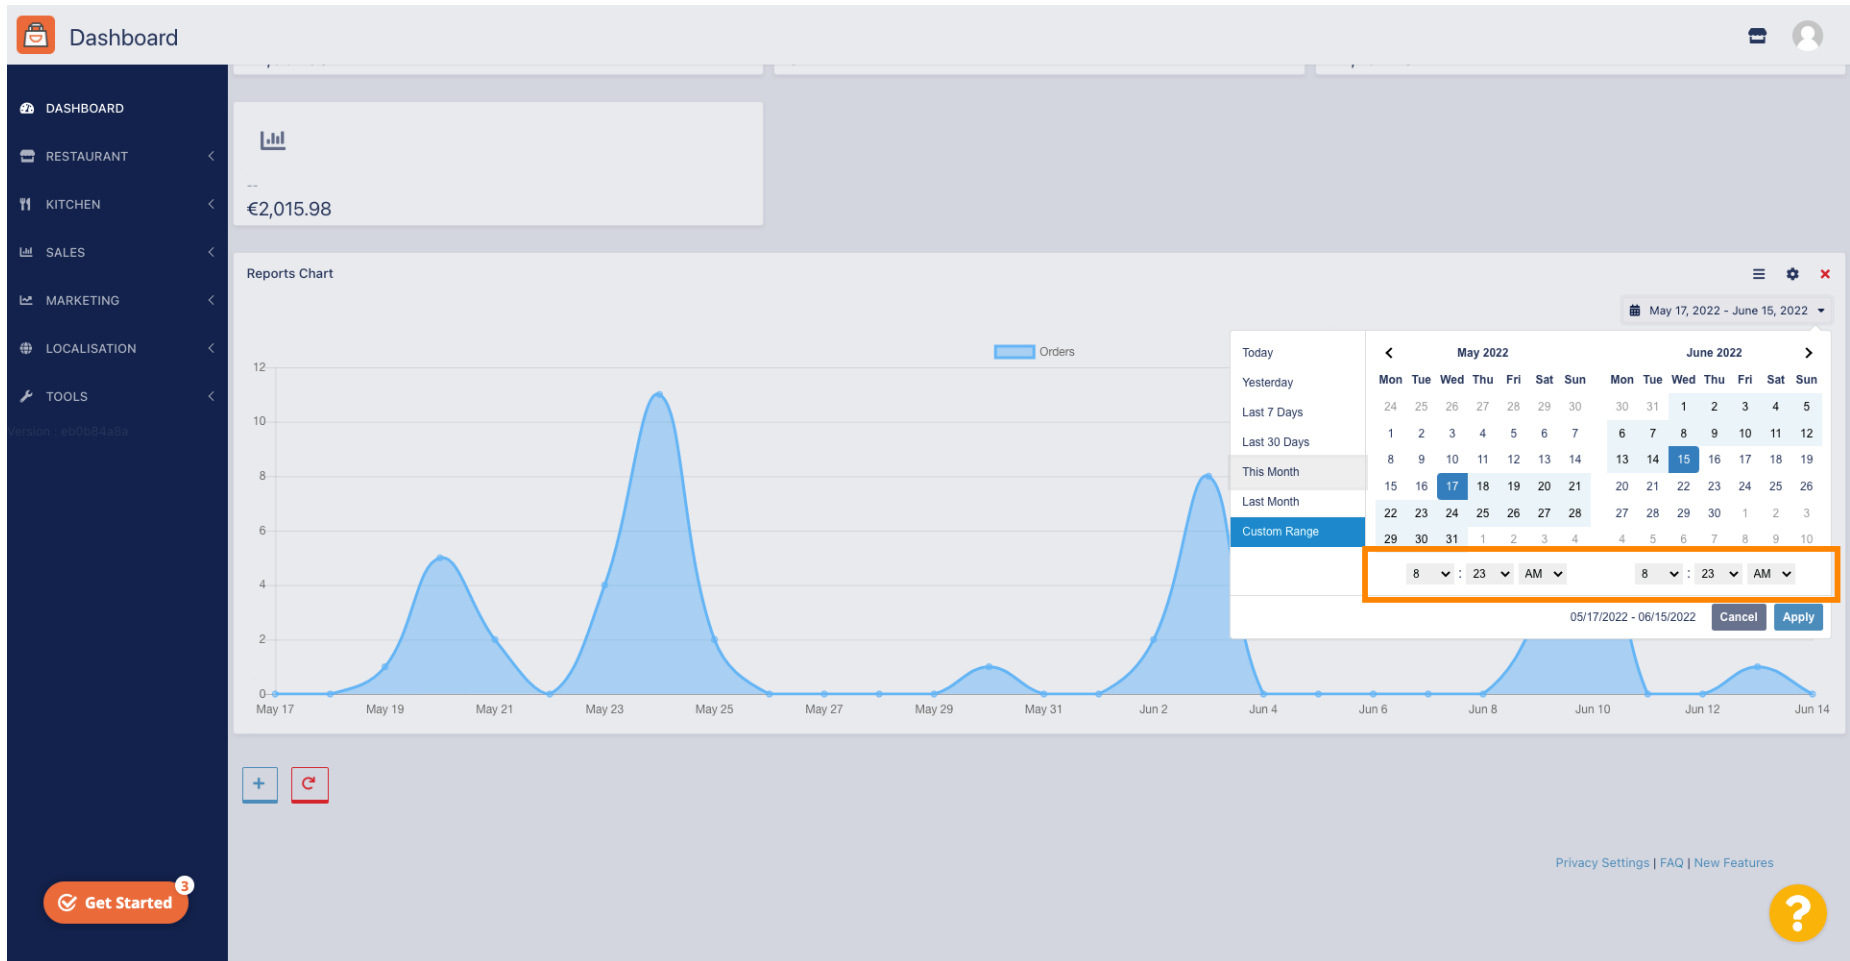 Dashboard
DASHBOARD
RESTAURANT
KITCHEN
SALES
MARKETING
LOCALISATION
TOOLS
Version : eb0b84a8a
--
€2,015.98
Reports Chart
May 17, 2022 - June 15, 2022
Orders
12
10
8
6
4
2
0
May 17 May 19 May 21 May 23 May 25 May 27 May 29 May 31 Jun 2 Jun 4 Jun 6 Jun 8 Jun 10 Jun 12 Jun 14
Today
Yesterday
Last 7 Days
Last 30 Days
This Month
Last Month
Custom Range
May 2022
Mon Tue Wed Thu Fri Sat Sun
24 25 26 27 28 29 30
1 2 3 4 5 6 7
8 9 10 11 12 13 14
15 16 17 18 19 20 21
22 23 24 25 26 27 28
29 30 31 1 2 3 4
8 : 23 AM
June 2022
Mon Tue Wed Thu Fri Sat Sun
30 31 1 2 3 4 5
6 7 8 9 10 11 12
13 14 15 16 17 18 19
20 21 22 23 24 25 26
27 28 29 30 1 2 3
4 5 6 7 8 9 10
8 : 23 AM
05/17/2022 - 06/15/2022 Cancel Apply
Privacy Settings | FAQ | New Features
Get Started 3
?